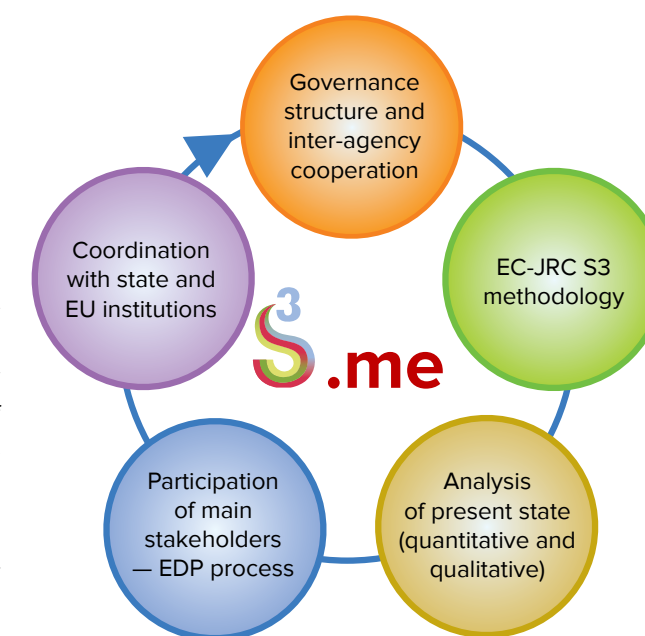 Governance
structure and
inter-agency
cooperation
EC-JRC S3
methodology
Analysis
of present state
(quantitative and
qualitative)
Participation
of main
stakeholders
— EDP process
Coordination
with state and
EU institutions
S3.me